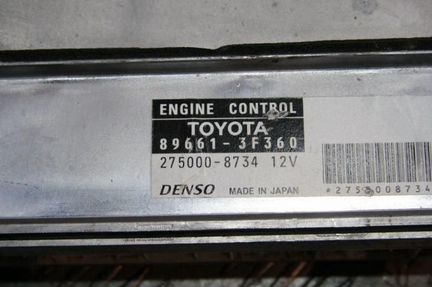 ENGINE CONTROL
TOYOTA
89661-3F360
275000-8734 12V
DENSO MADE IN JAPAN
*2750008734